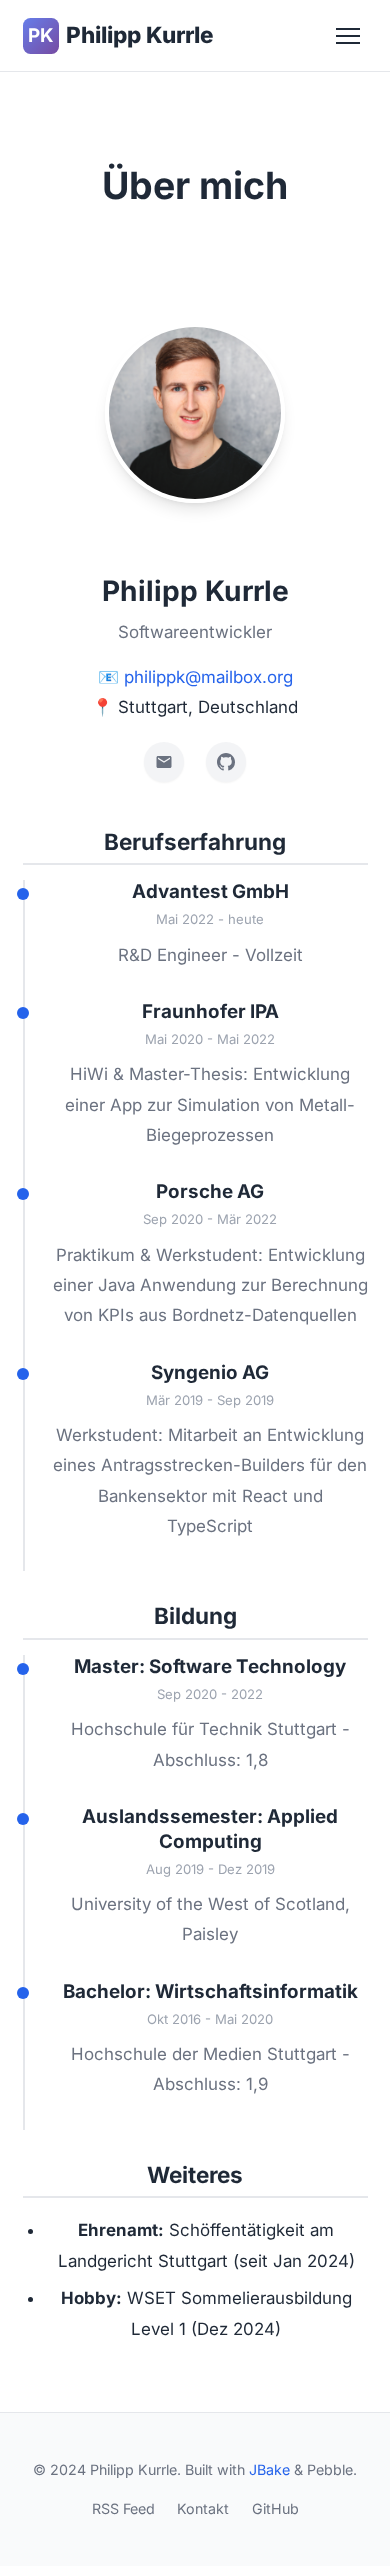 PK Philipp Kurrle
Über mich
Philipp Kurrle
Softwareentwickler
📧 philippk@mailbox.org
📍 Stuttgart, Deutschland
Berufserfahrung
Advantest GmbH
Mai 2022 - heute
R&D Engineer - Vollzeit
Fraunhofer IPA
Mai 2020 - Mai 2022
HiWi & Master-Thesis: Entwicklung
einer App zur Simulation von Metall-
Biegeprozessen
Porsche AG
Sep 2020 - Mär 2022
Praktikum & Werkstudent: Entwicklung
einer Java Anwendung zur Berechnung
von KPIs aus Bordnetz-Datenquellen
Syngenio AG
Mär 2019 - Sep 2019
Werkstudent: Mitarbeit an Entwicklung
eines Antragsstrecken-Builders für den
Bankensektor mit React und
TypeScript
Bildung
Master: Software Technology
Sep 2020 - 2022
Hochschule für Technik Stuttgart -
Abschluss: 1,8
Auslandssemester: Applied
Computing
Aug 2019 - Dez 2019
University of the West of Scotland,
Paisley
Bachelor: Wirtschaftsinformatik
Okt 2016 - Mai 2020
Hochschule der Medien Stuttgart -
Abschluss: 1,9
Weiteres
• Ehrenamt: Schöffentätigkeit am
Landgericht Stuttgart (seit Jan 2024)
• Hobby: WSET Sommelierausbildung
Level 1 (Dez 2024)
© 2024 Philipp Kurrle. Built with JBake & Pebble.
RSS Feed Kontakt GitHub